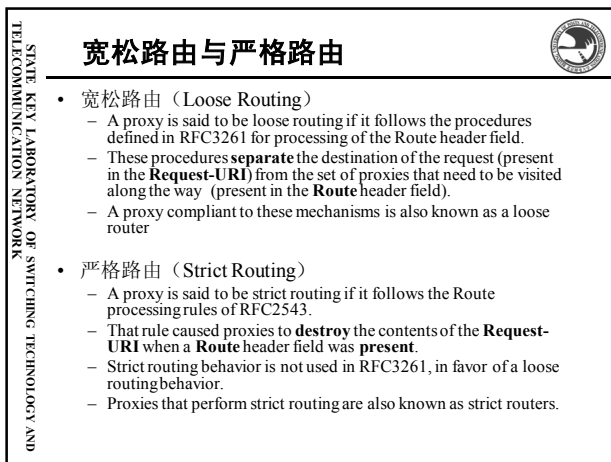 宽松路由与严格路由
• 宽松路由（Loose Routing）
– A proxy is said to be loose routing if it follows the procedures
defined in RFC3261 for processing of the Route header field.
– These procedures separate the destination of the request (present
in the Request-URI) from the set of proxies that need to be visited
along the way (present in the Route header field).
– A proxy compliant to these mechanisms is also known as a loose
router
• 严格路由（Strict Routing）
– A proxy is said to be strict routing if it follows the Route
processing rules of RFC2543.
– That rule caused proxies to destroy the contents of the Request-
URI when a Route header field was present.
– Strict routing behavior is not used in RFC3261, in favor of a loose
routing behavior.
– Proxies that perform strict routing are also known as strict routers.
STATE KEY LABORATORY OF SWITCHING TECHNOLOGY AND
TELECOMMUNICATION NETWORK